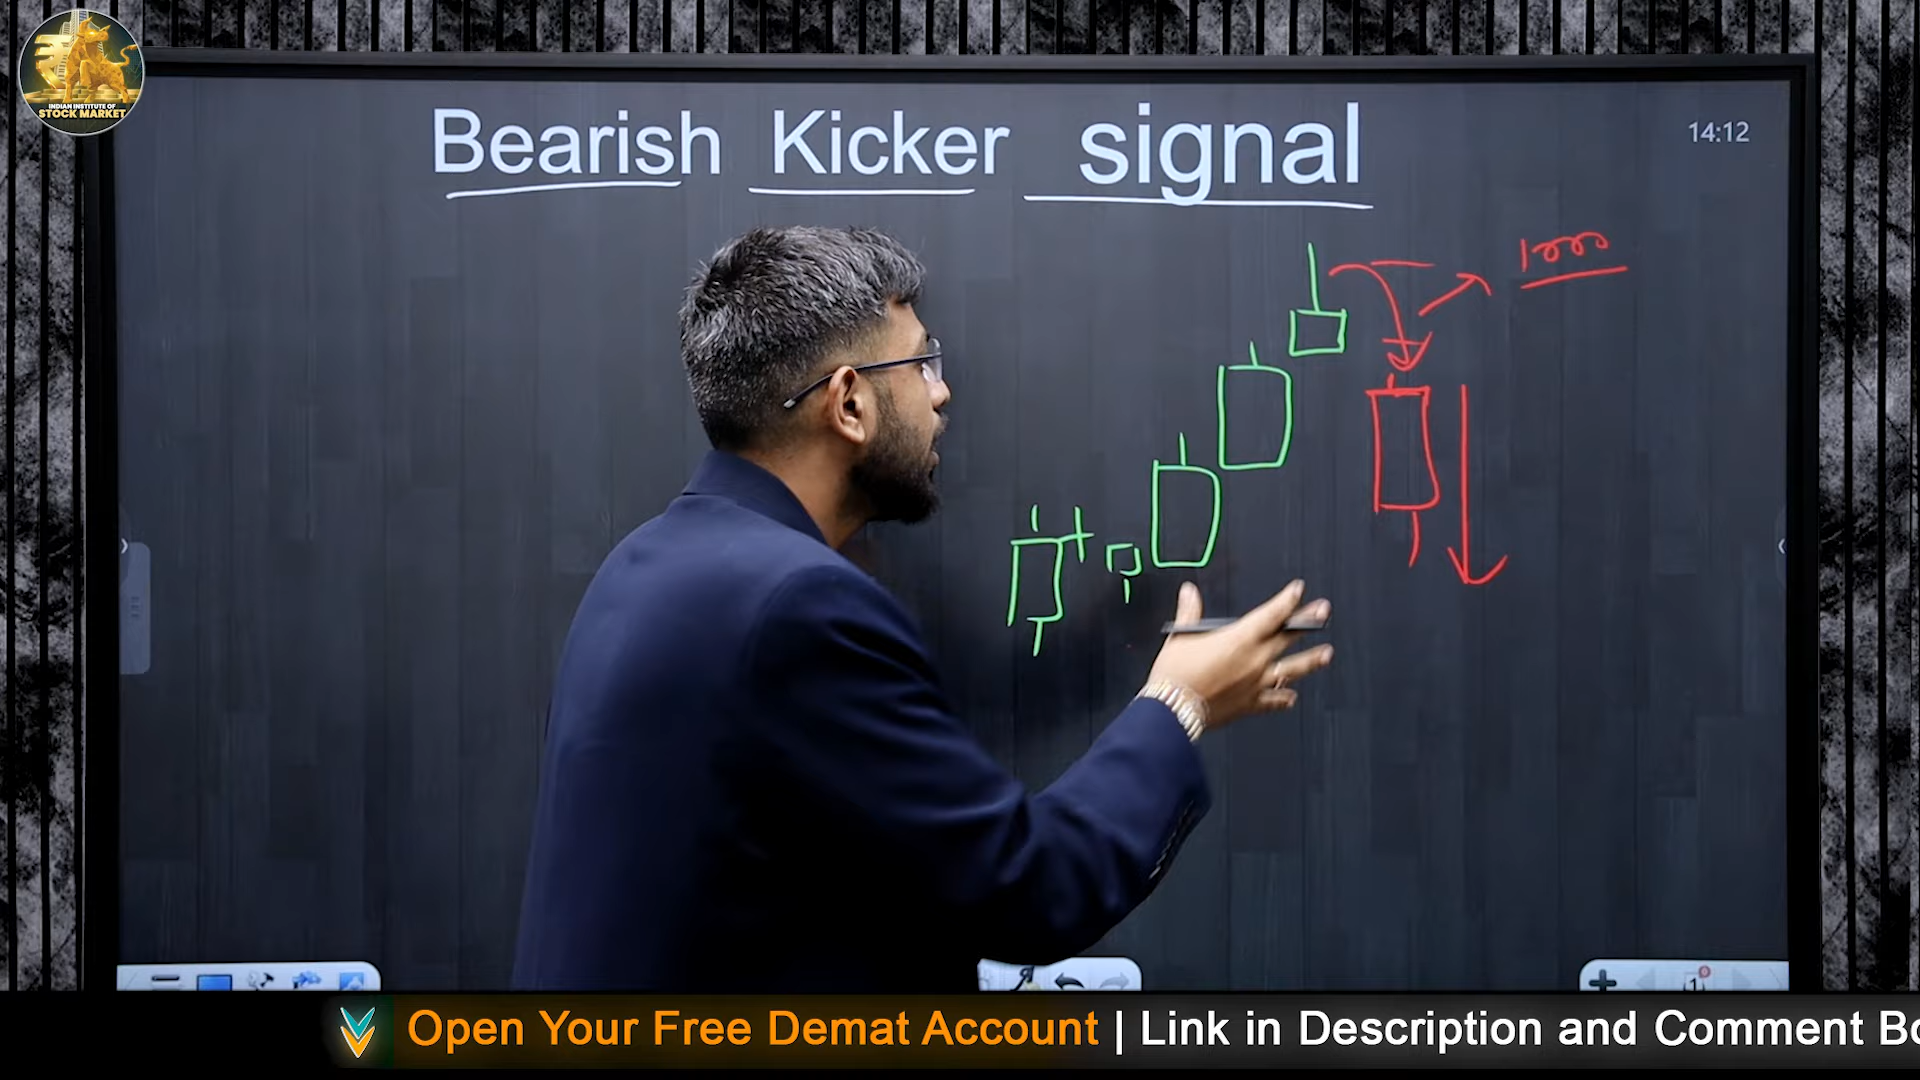 INDIAN INSTITUTE OF
STOCK MARKET
Bearish Kicker signal
14:12
1000
1
Open Your Free Demat Account | Link in Description and Comment Bo